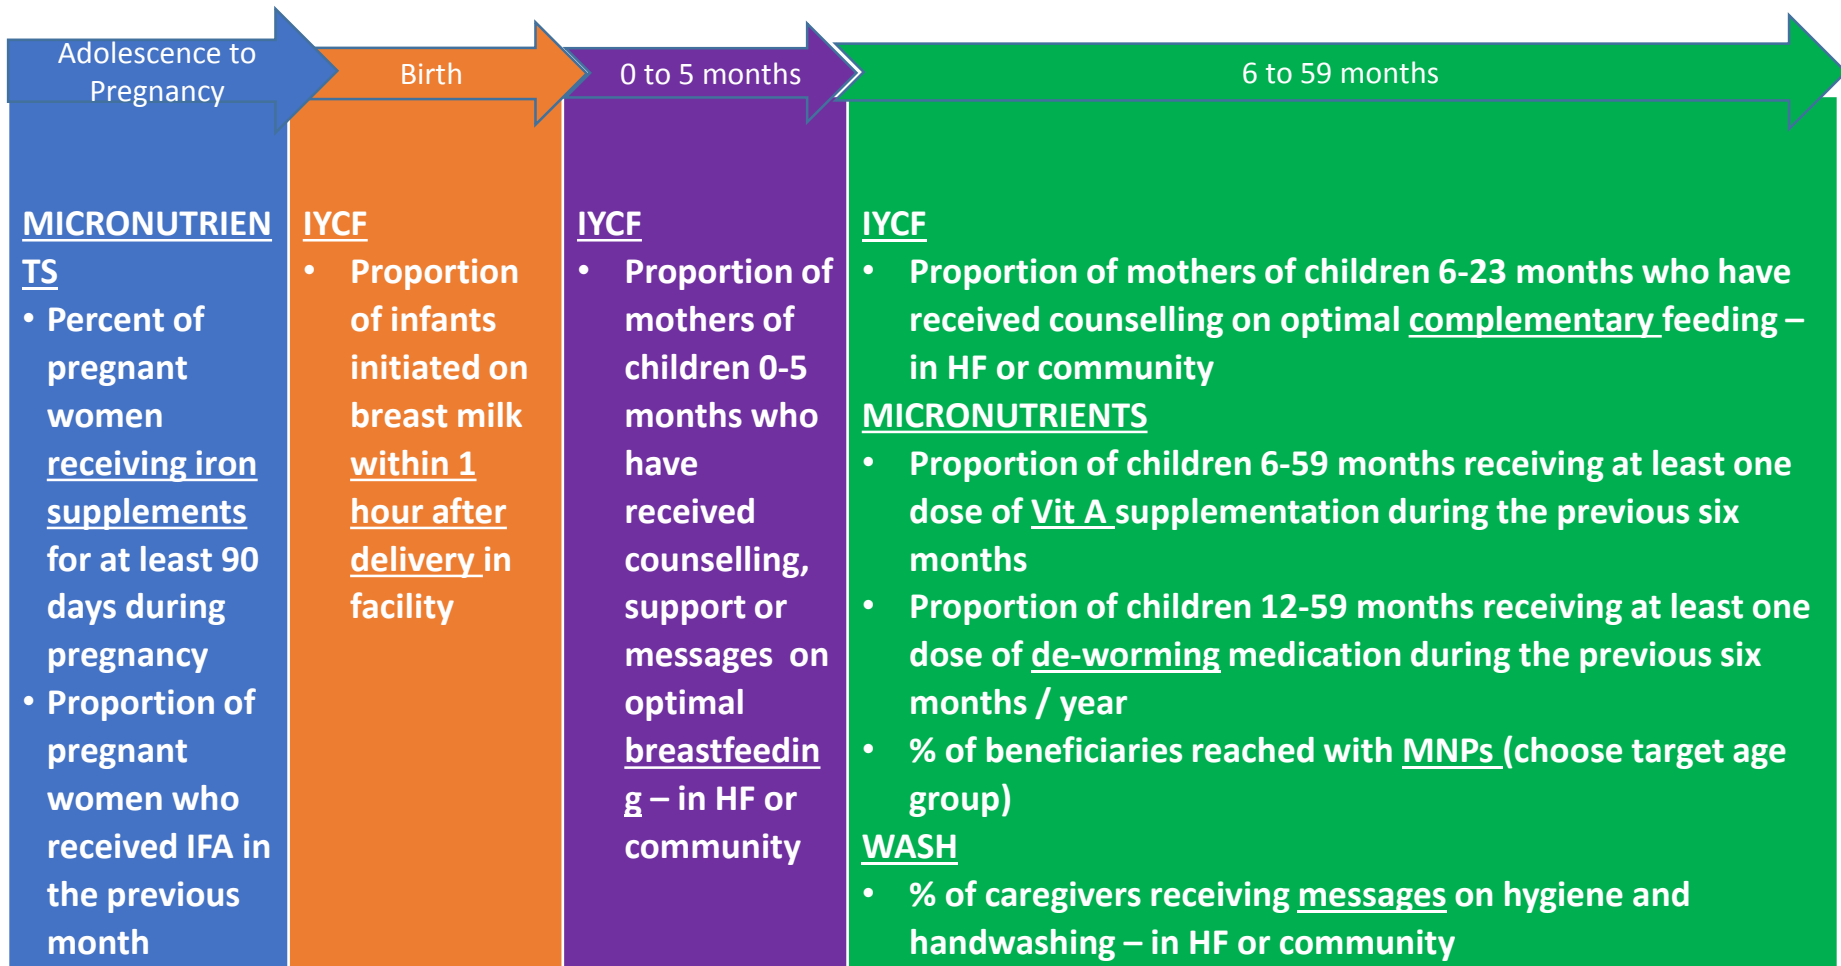 Adolescence to
Pregnancy
Birth
0 to 5 months
6 to 59 months
MICRONUTRIEN
TS
• Percent of
pregnant
women
receiving iron
supplements
for at least 90
days during
pregnancy
• Proportion of
pregnant
women who
received IFA in
the previous
month
IYCF
• Proportion
of infants
initiated on
breast milk
within 1
hour after
delivery in
facility
IYCF
• Proportion of
mothers of
children 0-5
months who
have
received
counselling,
support or
messages on
optimal
breastfeedin
g – in HF or
community
IYCF
• Proportion of mothers of children 6-23 months who have
received counselling on optimal complementary feeding –
in HF or community
MICRONUTRIENTS
• Proportion of children 6-59 months receiving at least one
dose of Vit A supplementation during the previous six
months
• Proportion of children 12-59 months receiving at least one
dose of de-worming medication during the previous six
months / year
• % of beneficiaries reached with MNPs (choose target age
group)
WASH
• % of caregivers receiving messages on hygiene and
handwashing – in HF or community